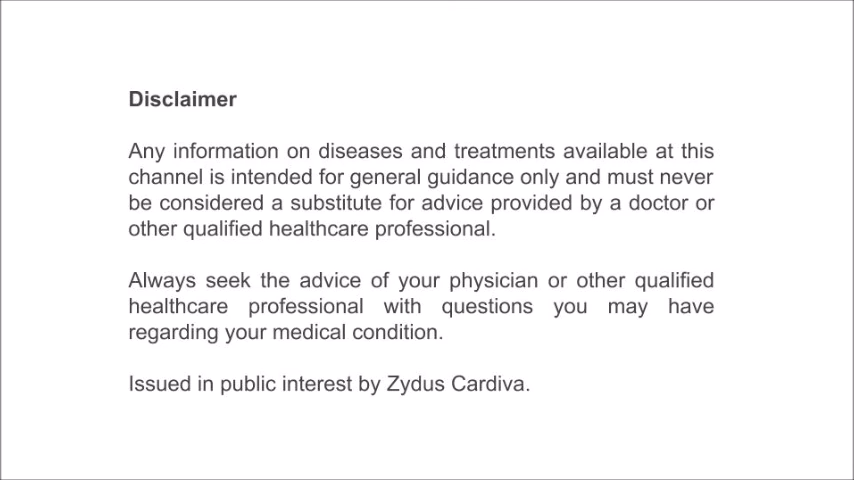 Disclaimer
Any information on diseases and treatments available at this
channel is intended for general guidance only and must never
be considered a substitute for advice provided by a doctor or
other qualified healthcare professional.
Always seek the advice of your physician or other qualified
healthcare professional with questions you may have
regarding your medical condition.
Issued in public interest by Zydus Cardiva.